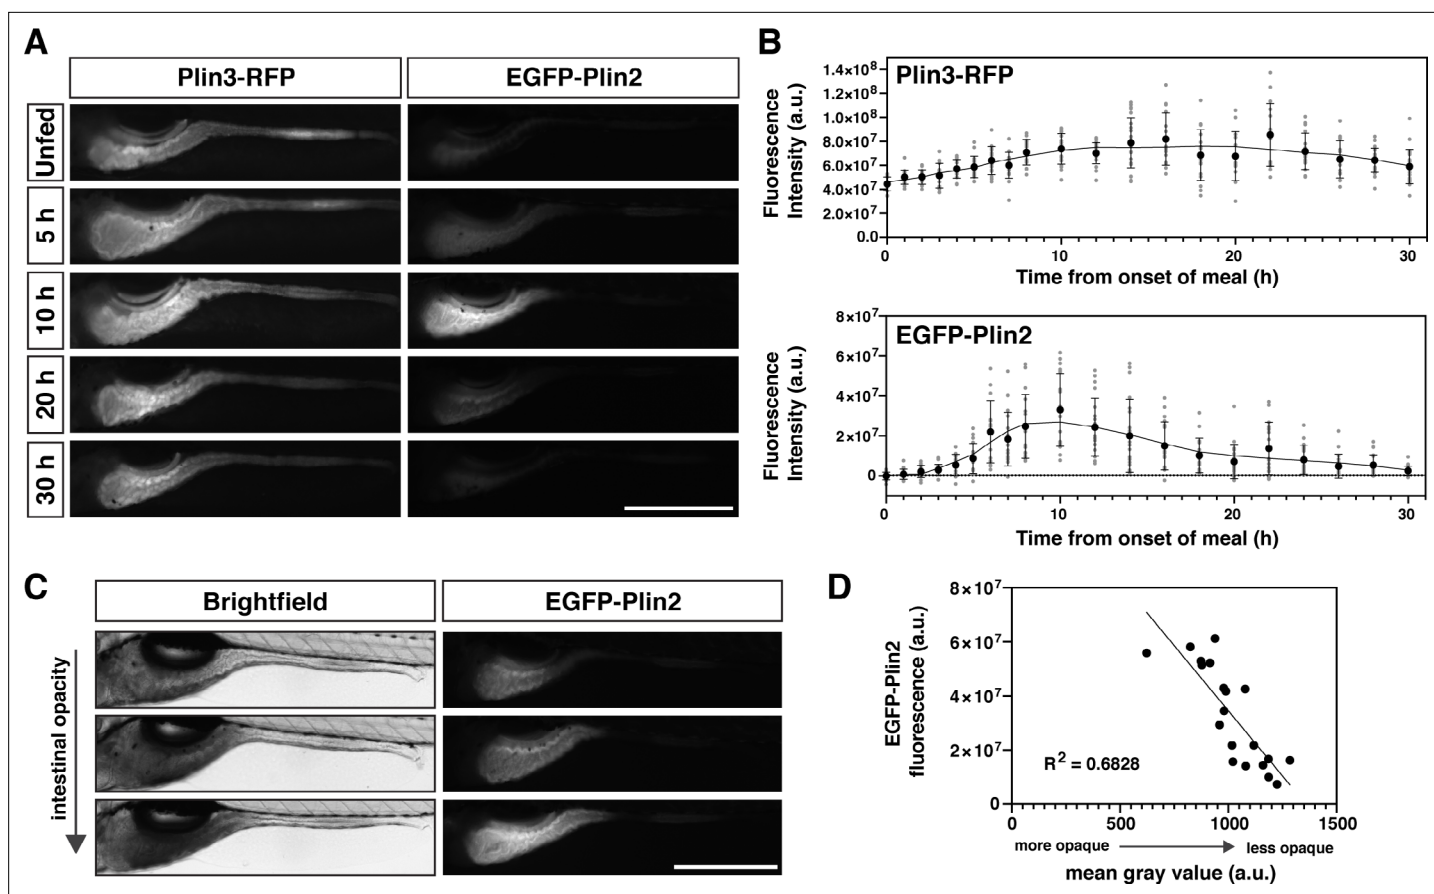 A
Plin3-RFP
EGFP-Plin2
Unfed
5 h
10 h
20 h
30 h
B
Plin3-RFP
Fluorescence
Intensity (a.u.)
1.4×10⁸
1.2×10⁸
1.0×10⁸
8.0×10⁷
6.0×10⁷
4.0×10⁷
2.0×10⁷
0.0
0 10 20 30
Time from onset of meal (h)
EGFP-Plin2
Fluorescence
Intensity (a.u.)
8×10⁷
6×10⁷
4×10⁷
2×10⁷
0
0 10 20 30
Time from onset of meal (h)
C
Brightfield
EGFP-Plin2
intestinal opacity
D
EGFP-Plin2
fluorescence (a.u.)
8×10⁷
6×10⁷
4×10⁷
2×10⁷
0
R² = 0.6828
0 500 1000 1500
more opaque less opaque
mean gray value (a.u.)